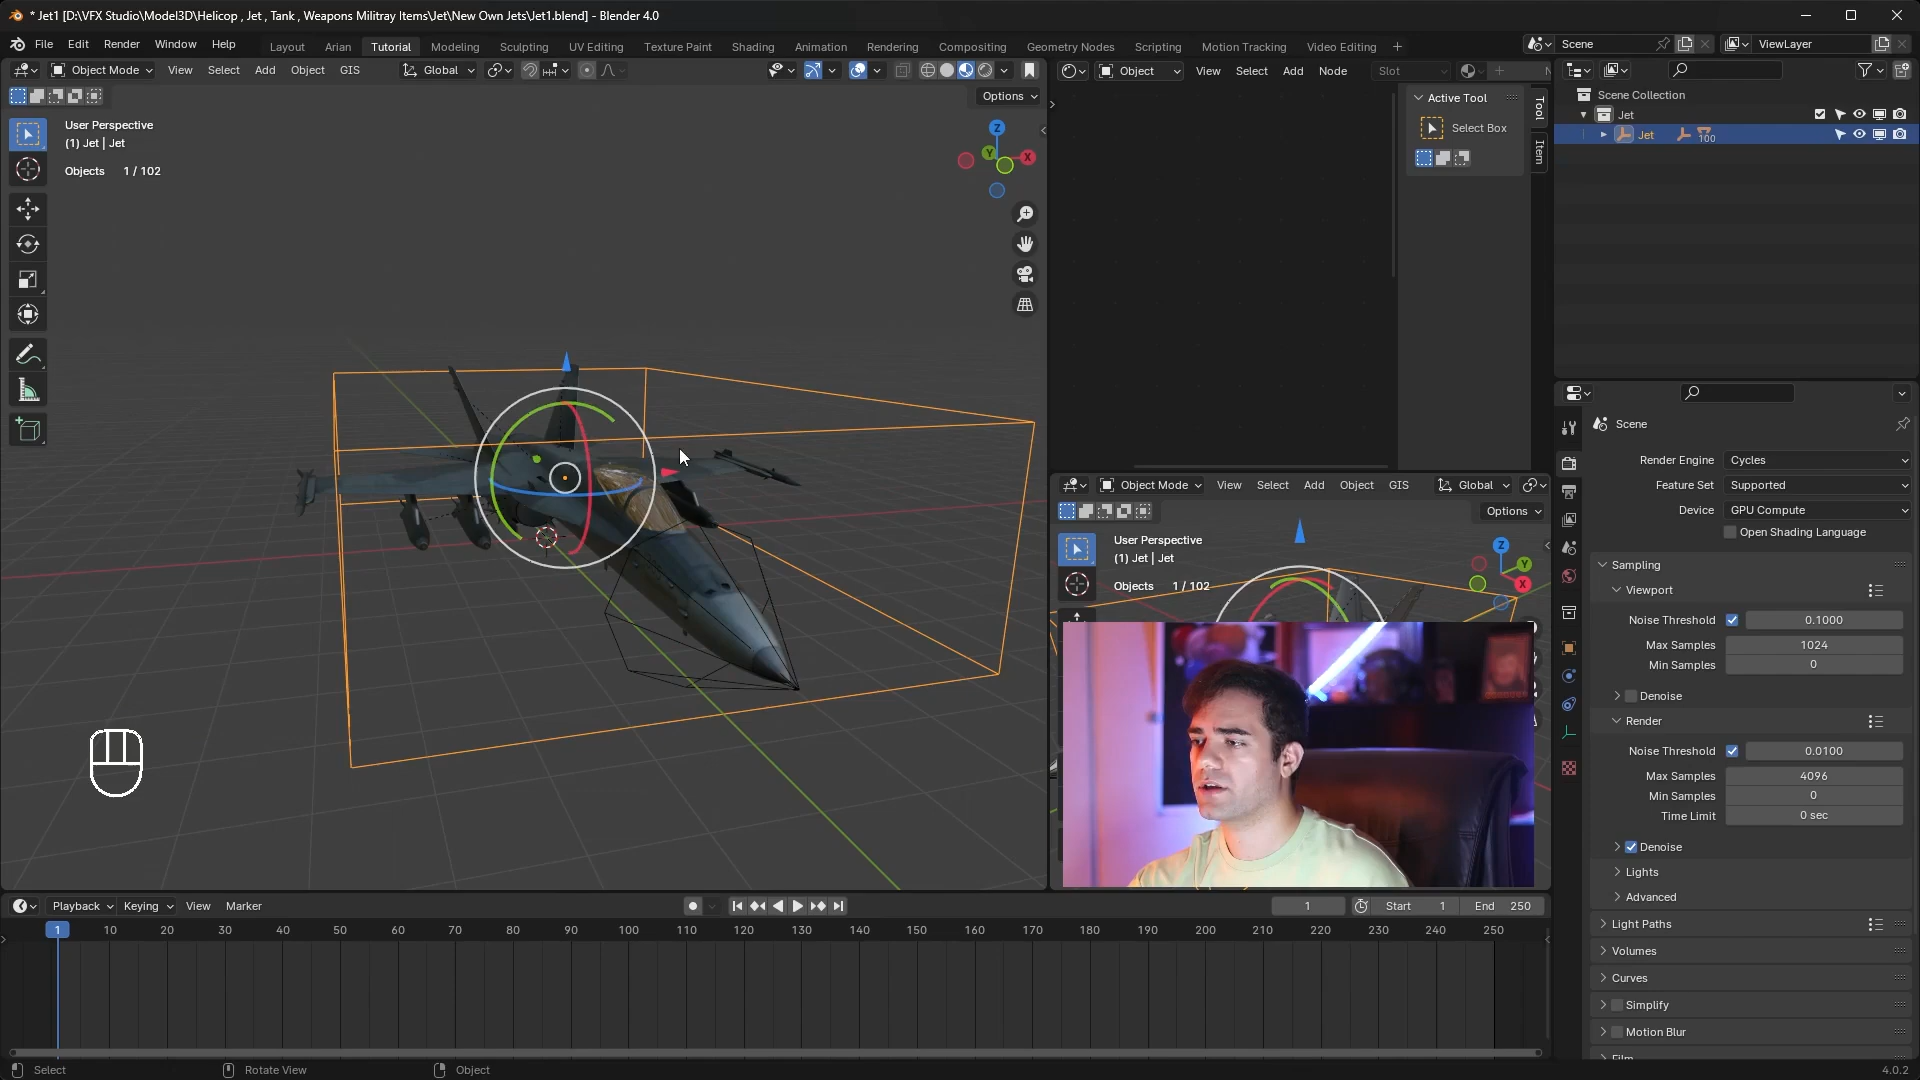 * Jet1 [D:\VFX Studio\Model3D\Helicop , Jet , Tank , Weapons Militray Items\Jet\New Own Jets\Jet1.blend] - Blender 4.0
File Edit Render Window Help Layout Arian Tutorial Modeling Sculpting UV Editing Texture Paint Shading Animation Rendering Compositing Geometry Nodes Scripting Motion Tracking Video Editing + Scene ViewLayer
Object Mode View Select Add Object GIS Global
Options
User Perspective
(1) Jet | Jet
Objects 1 / 102
Z
Y
X
Object View Select Add Node Slot
Active Tool
Select Box
Tool
Item
Object Mode View Select Add Object GIS Global
Options
User Perspective
(1) Jet | Jet
Objects 1 / 102
Z
Y
X
Scene Collection
Jet
Jet 100
Scene
Render Engine Cycles
Feature Set Supported
Device GPU Compute
Open Shading Language
Sampling
Viewport
Noise Threshold 0.1000
Max Samples 1024
Min Samples 0
Denoise
Render
Noise Threshold 0.0100
Max Samples 4096
Min Samples 0
Time Limit 0 sec
Denoise
Lights
Advanced
Light Paths
Volumes
Curves
Simplify
Motion Blur
Film
Playback Keying View Marker 1 Start 1 End 250
1 10 20 30 40 50 60 70 80 90 100 110 120 130 140 150 160 170 180 190 200 210 220 230 240 250
Select Rotate View Object 4.0.2